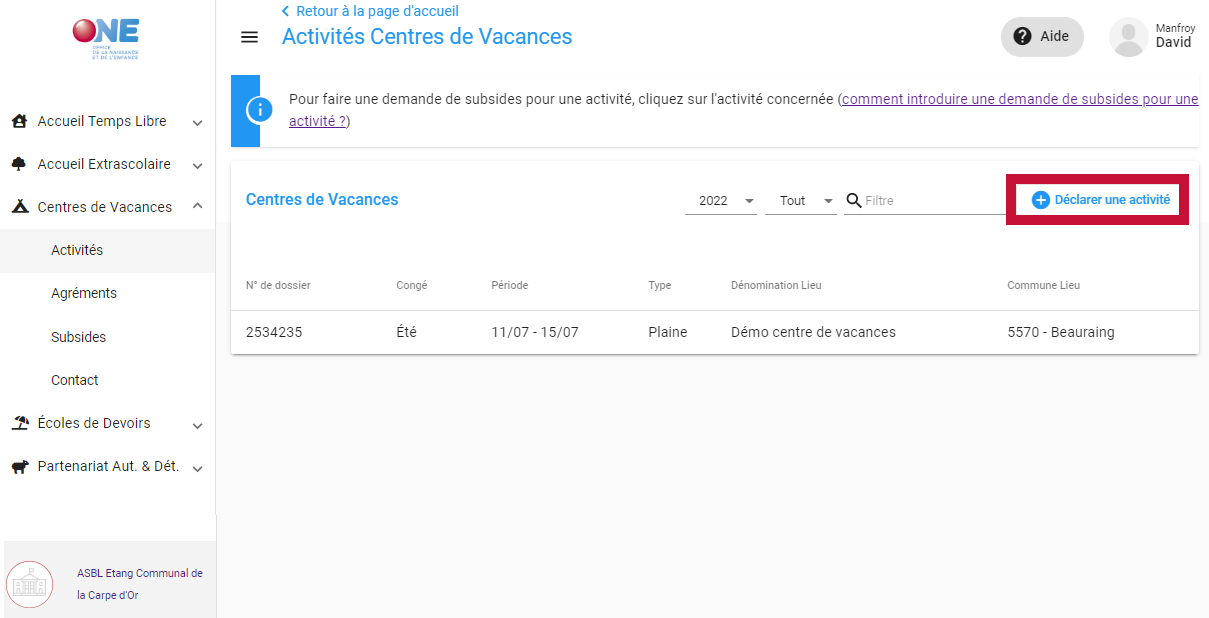 ONE
OFFICE
DE LA NAISSANCE
ET DE L'ENFANCE
Accueil Temps Libre
Accueil Extrascolaire
Centres de Vacances
Activités
Agréments
Subsides
Contact
Écoles de Devoirs
Partenariat Aut. & Dét.
ASBL Etang Communal de
la Carpe d'Or
Retour à la page d'accueil
Activités Centres de Vacances
Aide
Manfroy
David
Pour faire une demande de subsides pour une activité, cliquez sur l'activité concernée (comment introduire une demande de subsides pour une
activité ?)
Centres de Vacances
2022
Tout
Filtre
Déclarer une activité
N° de dossier Congé Période Type Dénomination Lieu Commune Lieu
2534235 Été 11/07 - 15/07 Plaine Démo centre de vacances 5570 - Beauraing